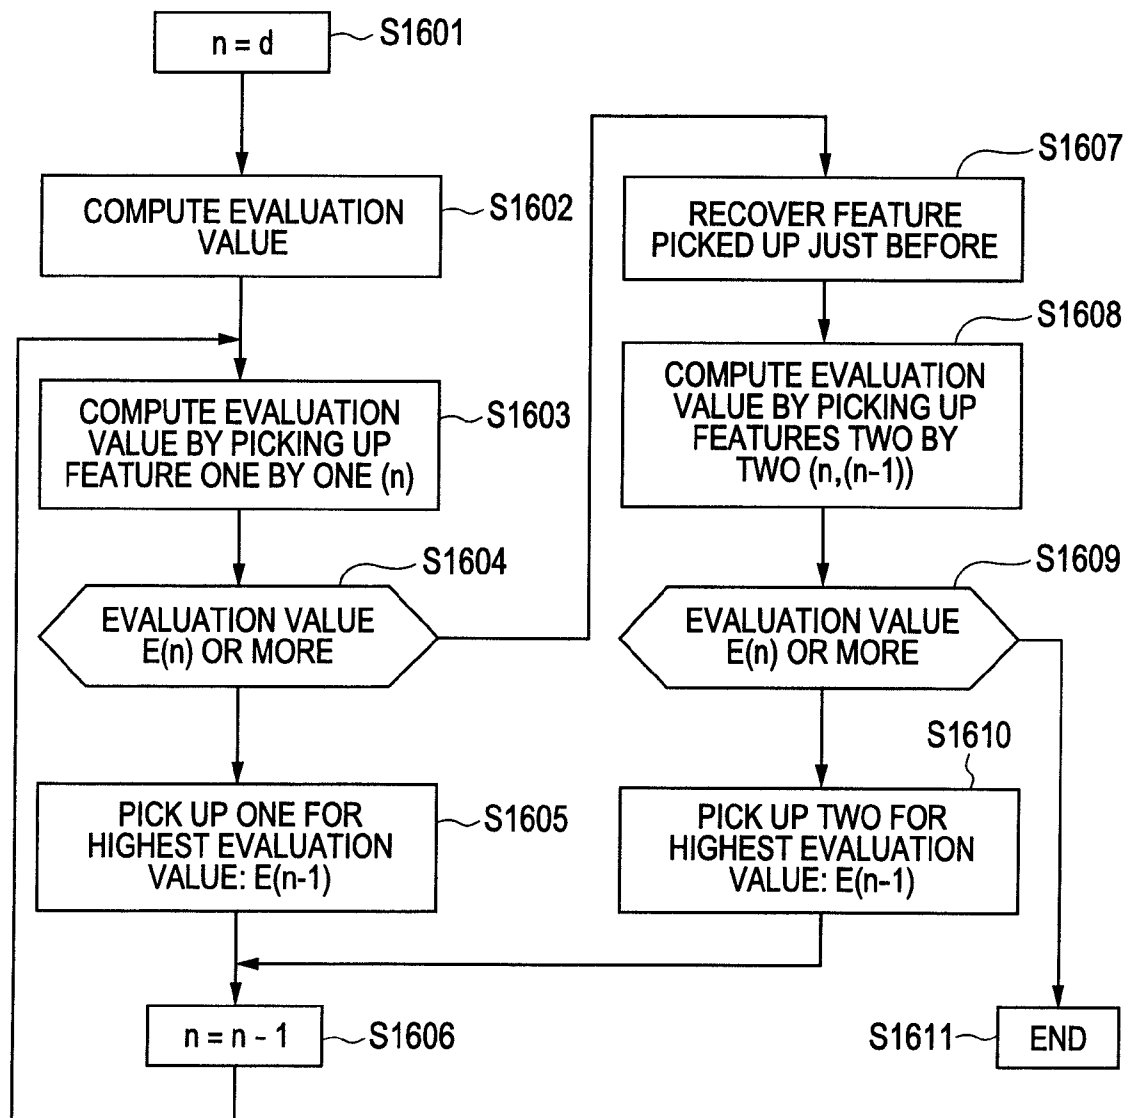 n = d
S1601
COMPUTE EVALUATION
VALUE
S1602
COMPUTE EVALUATION
VALUE BY PICKING UP
FEATURE ONE BY ONE (n)
S1603
EVALUATION VALUE
E(n) OR MORE
S1604
PICK UP ONE FOR
HIGHEST EVALUATION
VALUE: E(n-1)
S1605
n = n - 1
S1606
RECOVER FEATURE
PICKED UP JUST BEFORE
S1607
COMPUTE EVALUATION
VALUE BY PICKING UP
FEATURES TWO BY
TWO (n,(n-1))
S1608
EVALUATION VALUE
E(n) OR MORE
S1609
PICK UP TWO FOR
HIGHEST EVALUATION
VALUE: E(n-1)
S1610
END
S1611